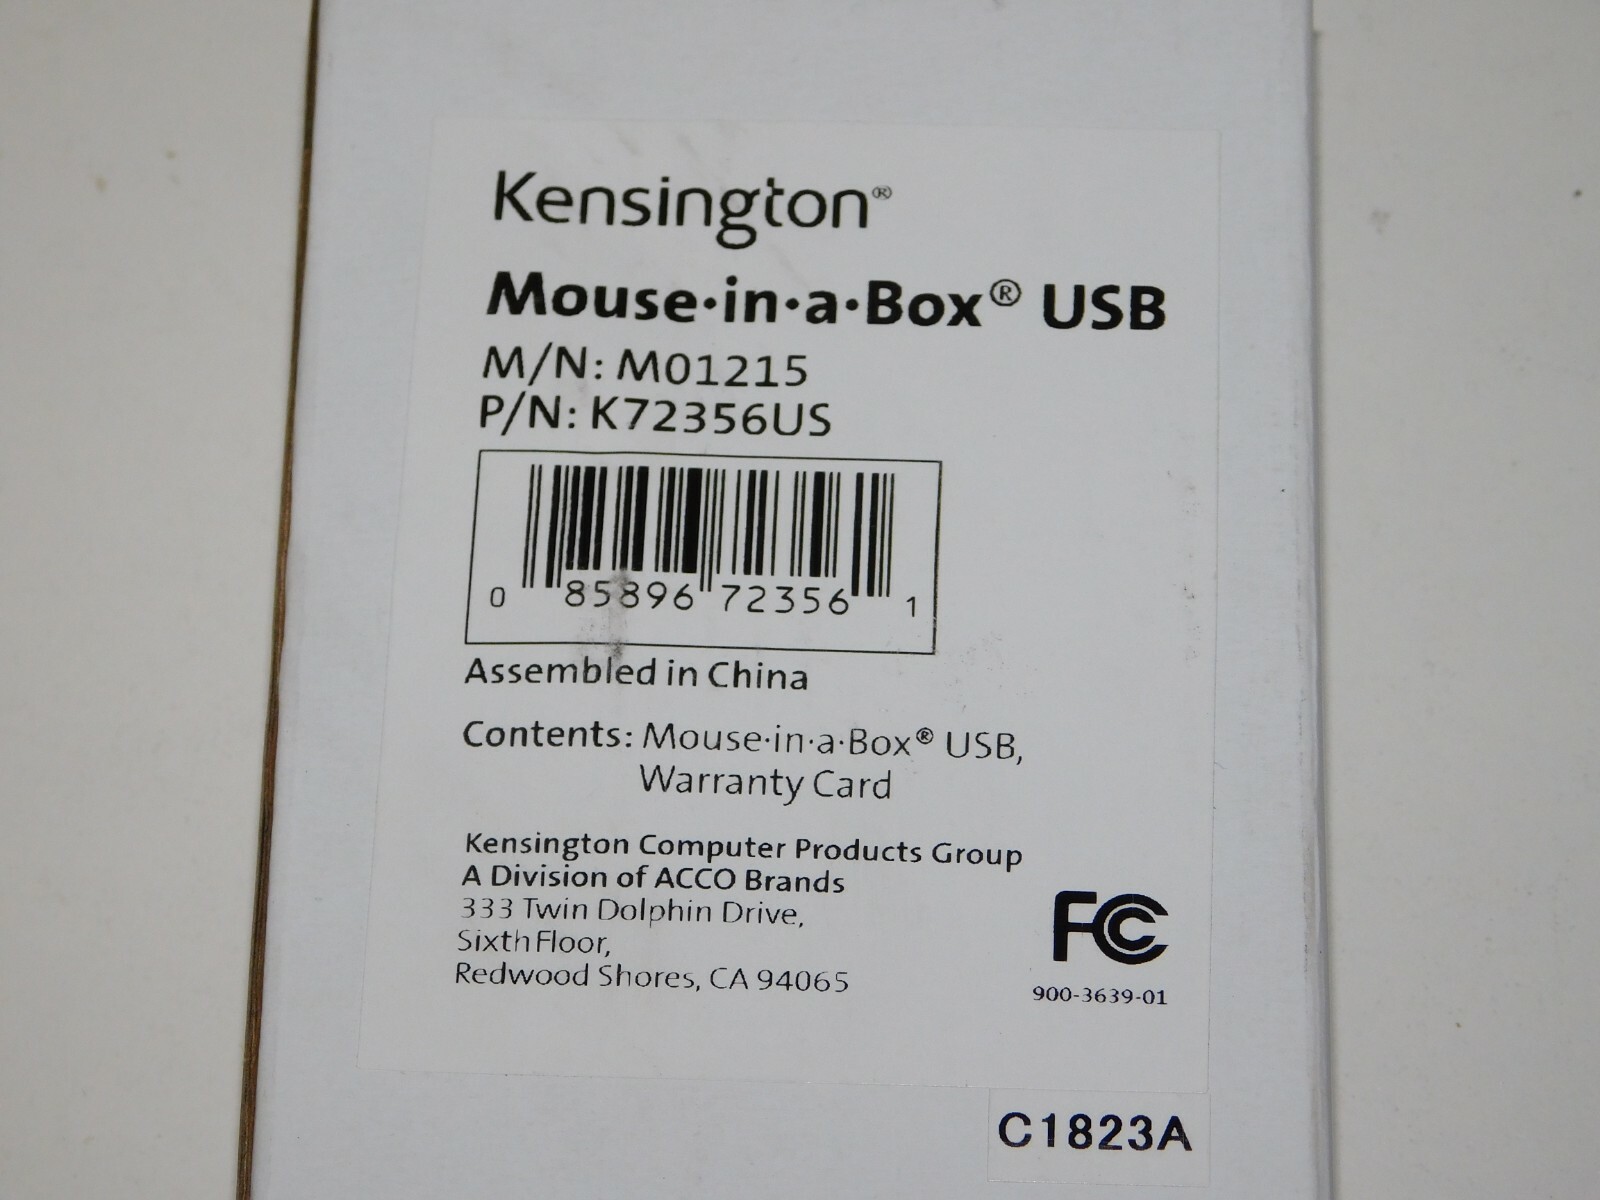 Kensington®
Mouse·in·a·Box® USB
M/N: M01215
P/N: K72356US
0 85896 72356 1
Assembled in China
Contents: Mouse·in·a·Box® USB,
Warranty Card
Kensington Computer Products Group
A Division of ACCO Brands
333 Twin Dolphin Drive,
Sixth Floor,
Redwood Shores, CA 94065
FC
900-3639-01
C1823A